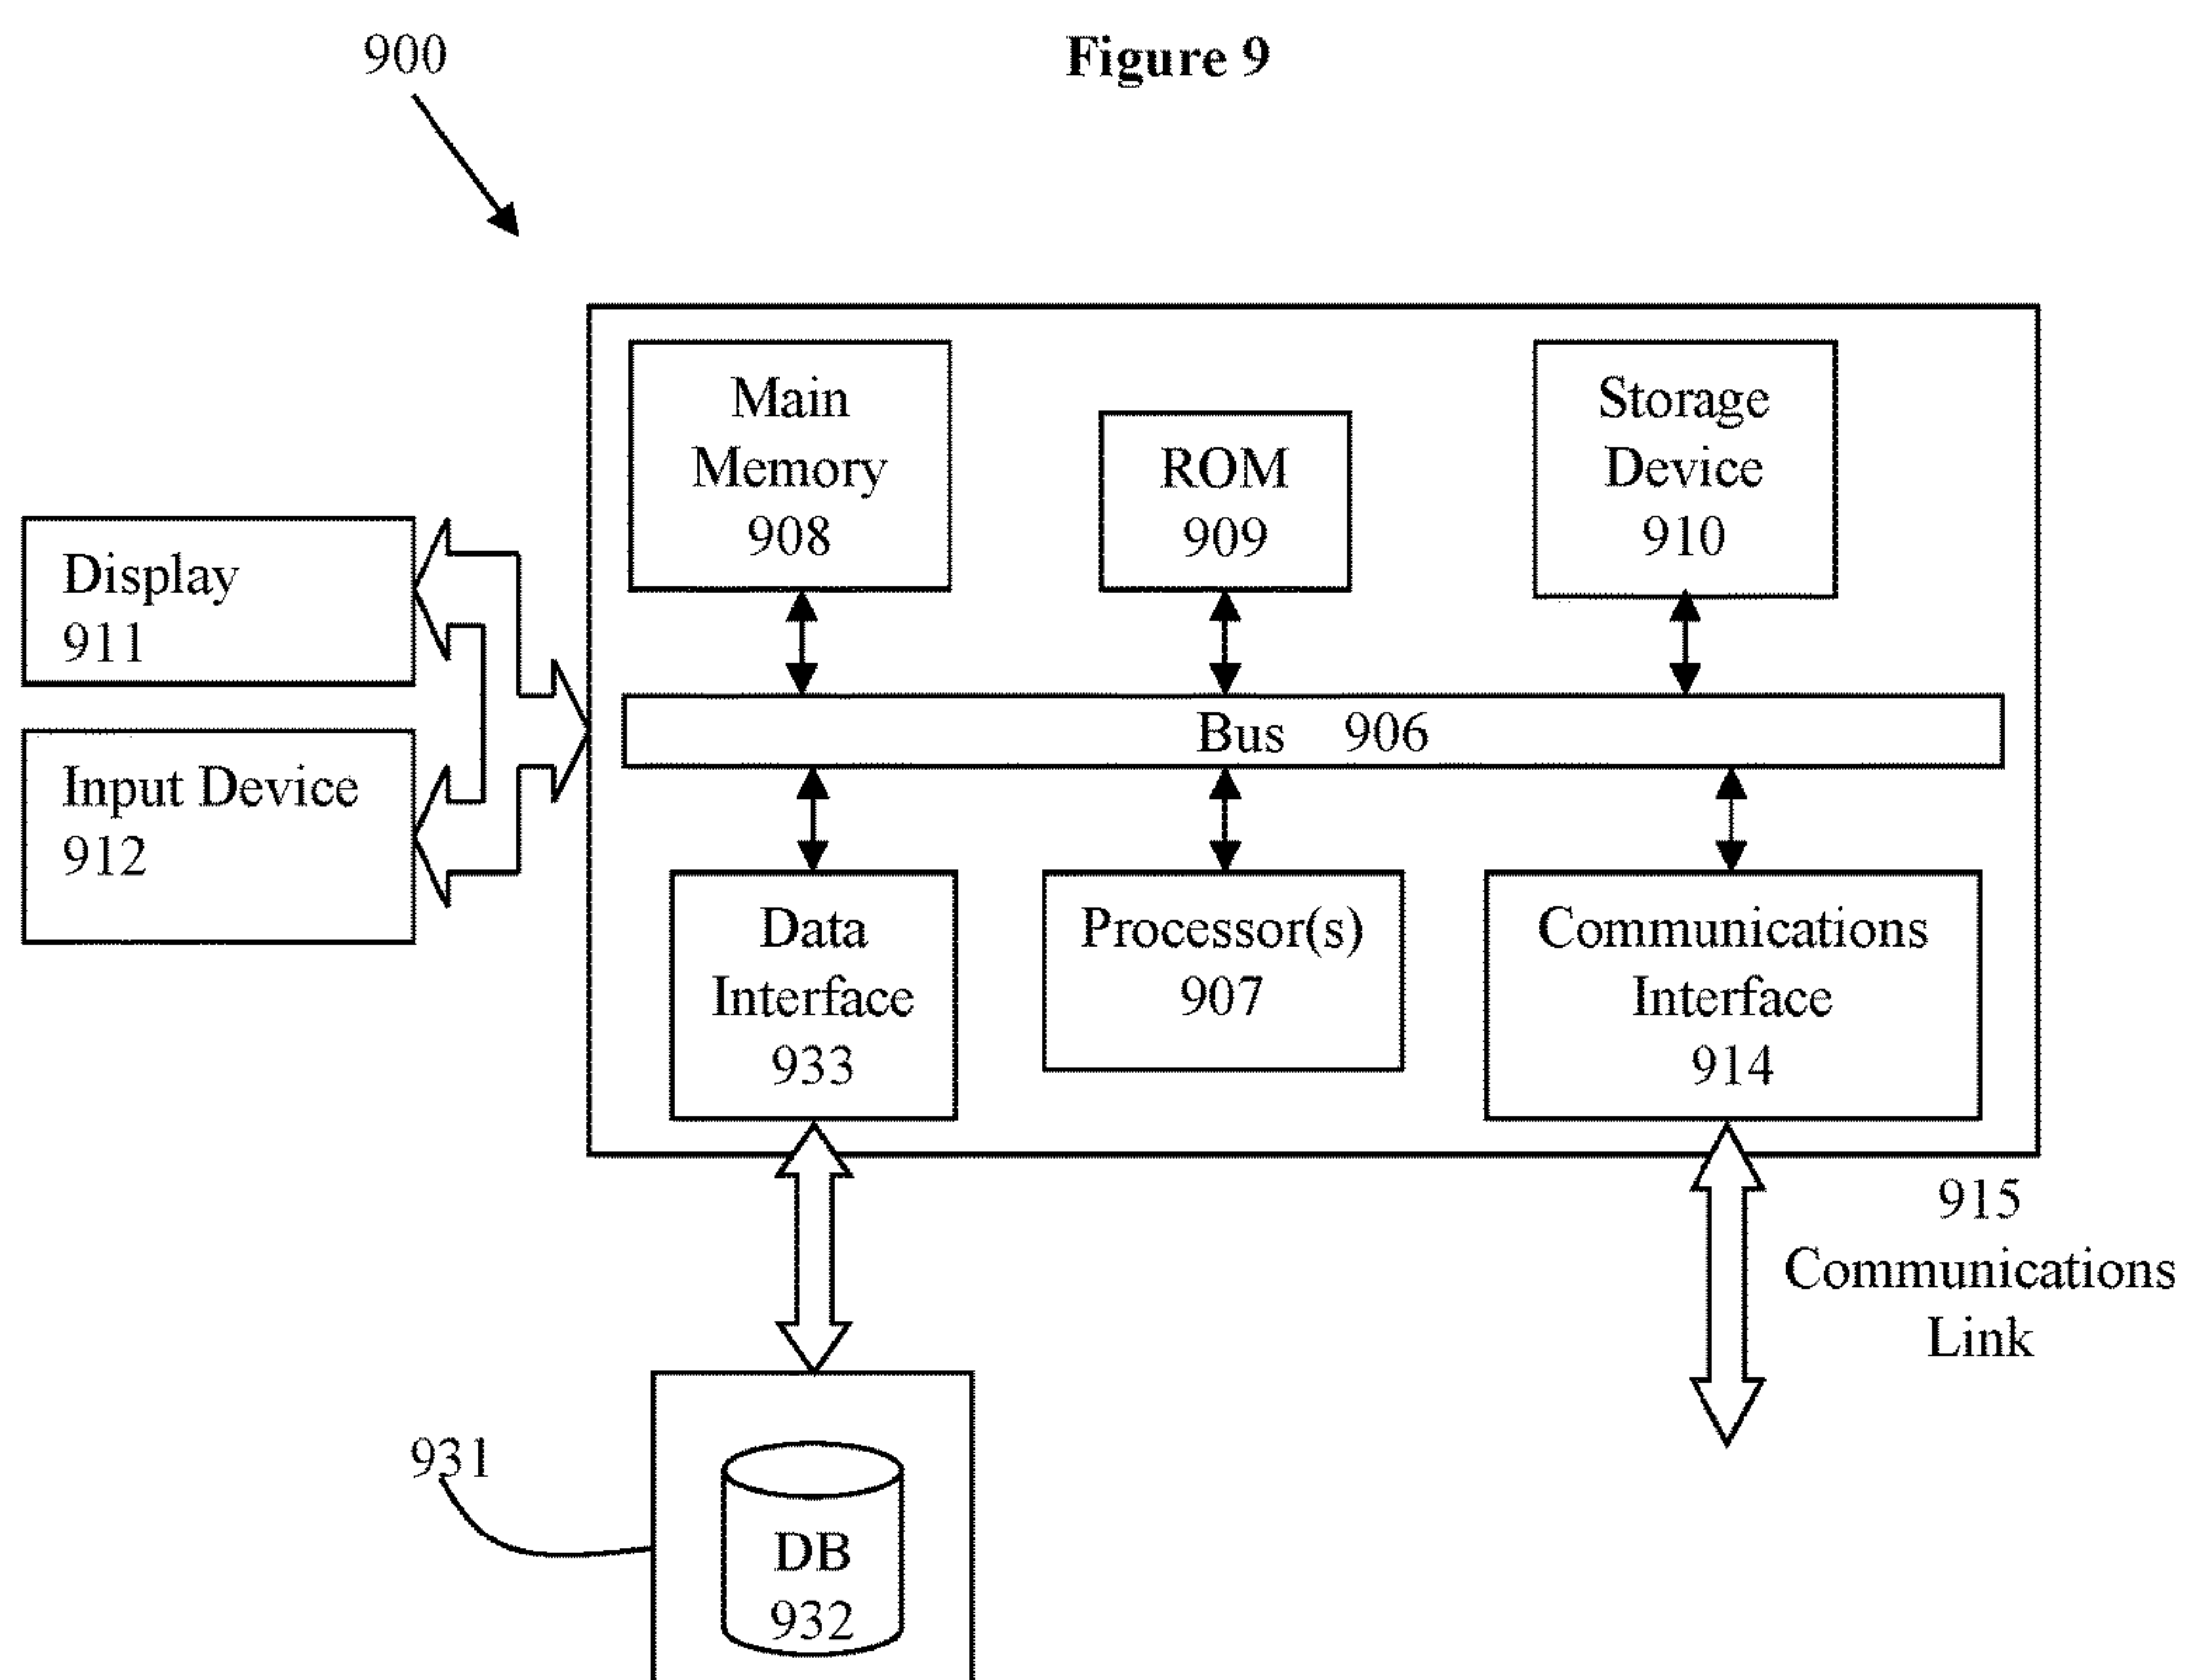 900
Figure 9
Main
Memory
908
ROM
909
Storage
Device
910
Display
911
Input Device
912
Bus 906
Data
Interface
933
Processor(s)
907
Communications
Interface
914
915
Communications
Link
931
DB
932